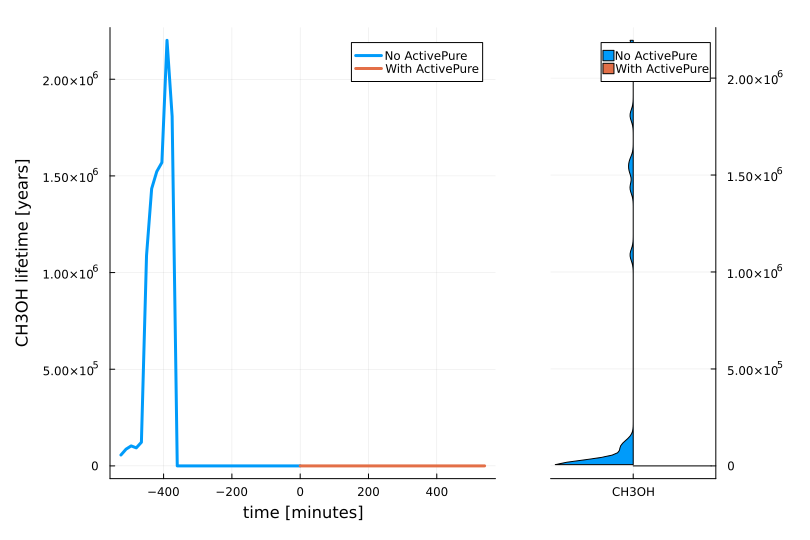 No ActivePure
With ActivePure
2.00×10⁶
1.50×10⁶
1.00×10⁶
5.00×10⁵
0
CH3OH lifetime [years]
−400
−200
0
200
400
time [minutes]
No ActivePure
With ActivePure
2.00×10⁶
1.50×10⁶
1.00×10⁶
5.00×10⁵
0
CH3OH